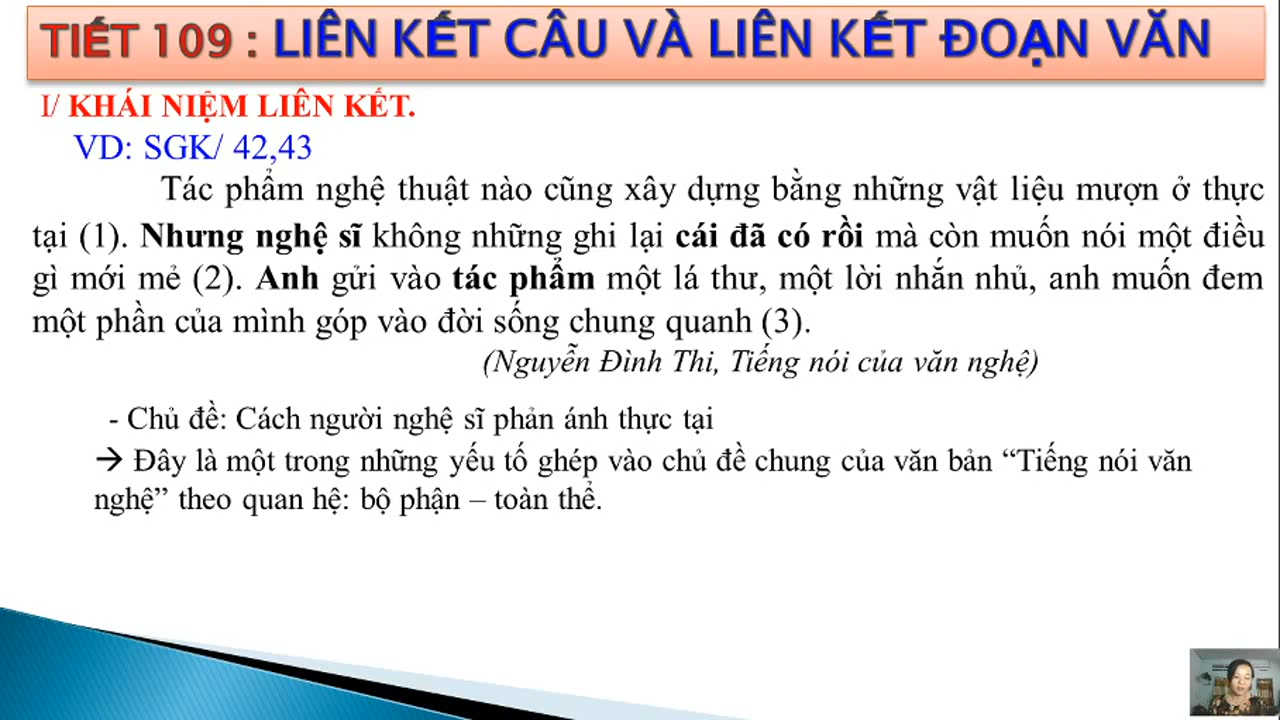 TIẾT 109 : LIÊN KẾT CÂU VÀ LIÊN KẾT ĐOẠN VĂN
I/ KHÁI NIỆM LIÊN KẾT.
VD: SGK/ 42,43
Tác phẩm nghệ thuật nào cũng xây dựng bằng những vật liệu mượn ở thực
tại (1). Nhưng nghệ sĩ không những ghi lại cái đã có rồi mà còn muốn nói một điều
gì mới mẻ (2). Anh gửi vào tác phẩm một lá thư, một lời nhắn nhủ, anh muốn đem
một phần của mình góp vào đời sống chung quanh (3).
(Nguyễn Đình Thi, Tiếng nói của văn nghệ)
- Chủ đề: Cách người nghệ sĩ phản ánh thực tại
→ Đây là một trong những yếu tố ghép vào chủ đề chung của văn bản “Tiếng nói văn
nghệ” theo quan hệ: bộ phận – toàn thể.